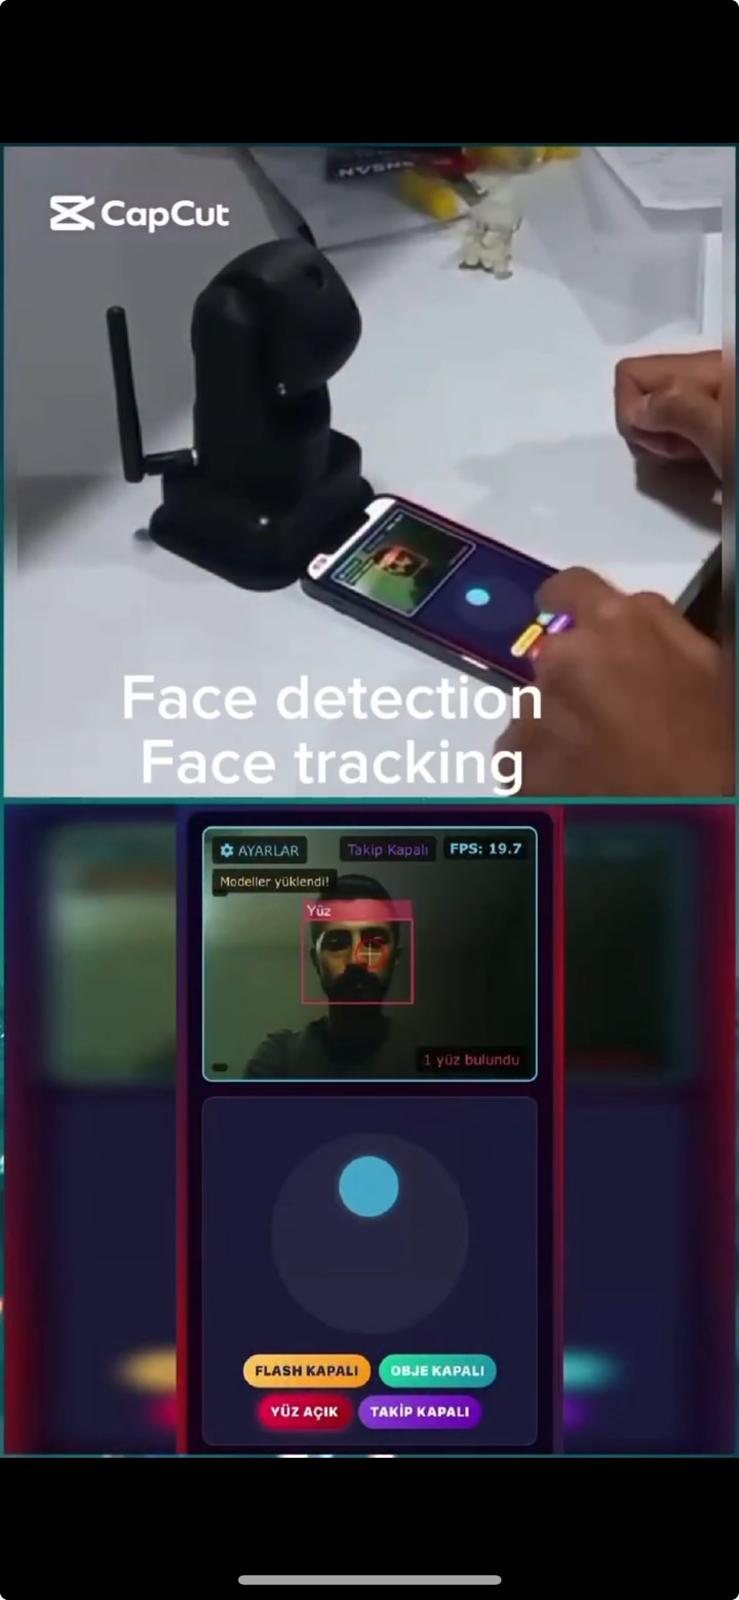 CapCut
Face detection
Face tracking
AYARLAR
Takip Kapalı
FPS: 19.7
Modeller yüklendi!
Yüz
1 yüz bulundu
FLASH KAPALI
OBJE KAPALI
YÜZ AÇIK
TAKİP KAPALI